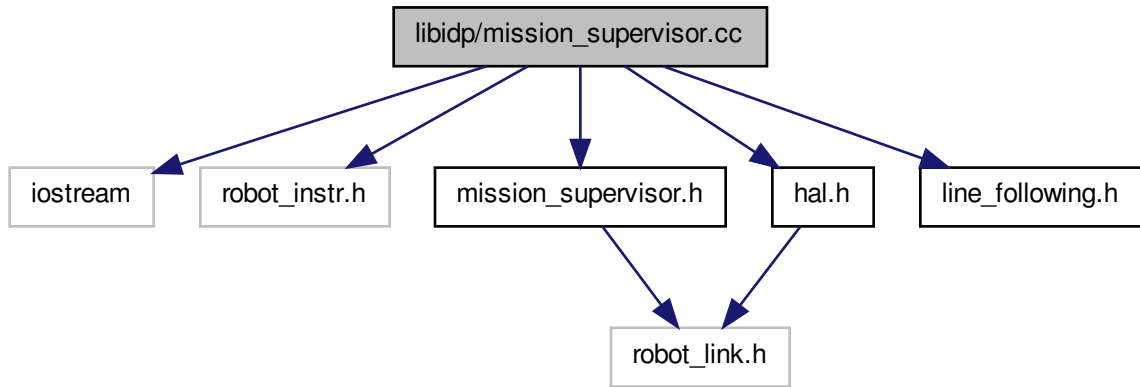 libidp/mission_supervisor.cc
iostream
robot_instr.h
mission_supervisor.h
hal.h
line_following.h
robot_link.h